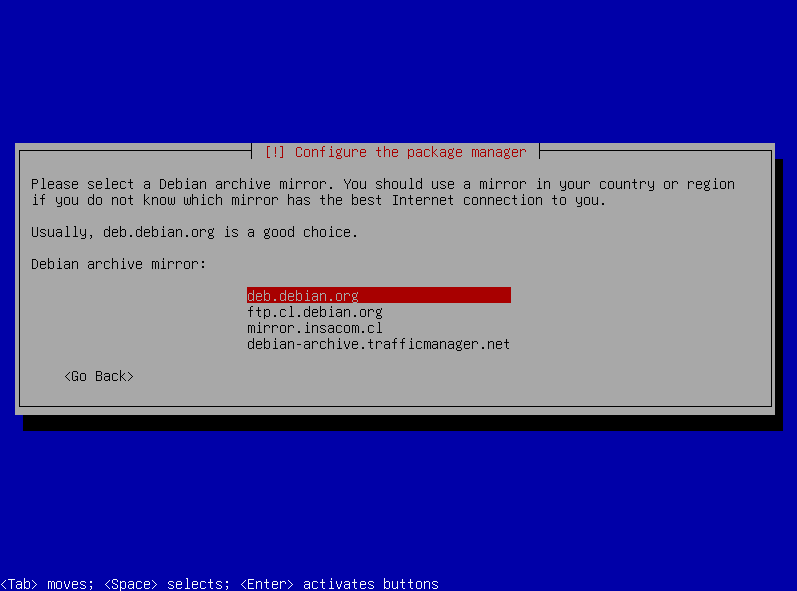 [!] Configure the package manager
Please select a Debian archive mirror. You should use a mirror in your country or region
if you do not know which mirror has the best Internet connection to you.
Usually, deb.debian.org is a good choice.
Debian archive mirror:
deb.debian.org
ftp.cl.debian.org
mirror.insacom.cl
debian-archive.trafficmanager.net
<Go Back>
<Tab> moves; <Space> selects; <Enter> activates buttons